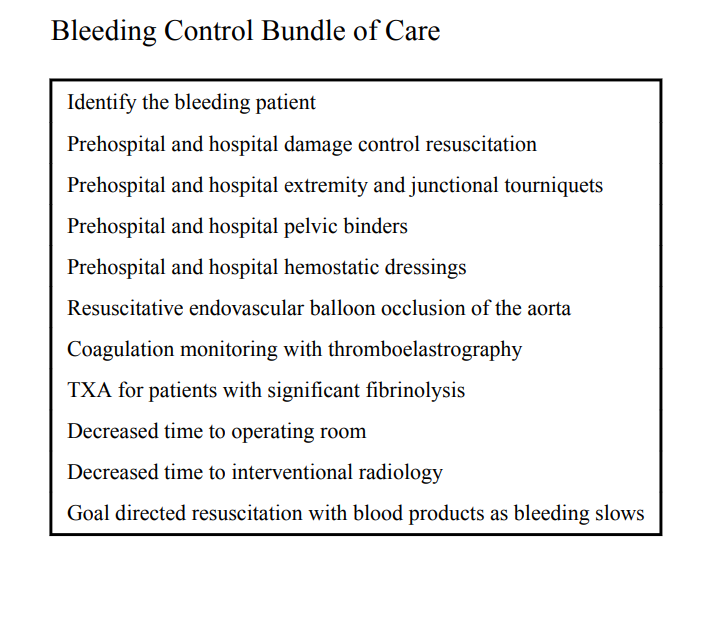 Bleeding Control Bundle of Care
Identify the bleeding patient
Prehospital and hospital damage control resuscitation
Prehospital and hospital extremity and junctional tourniquets
Prehospital and hospital pelvic binders
Prehospital and hospital hemostatic dressings
Resuscitative endovascular balloon occlusion of the aorta
Coagulation monitoring with thromboelastrography
TXA for patients with significant fibrinolysis
Decreased time to operating room
Decreased time to interventional radiology
Goal directed resuscitation with blood products as bleeding slows